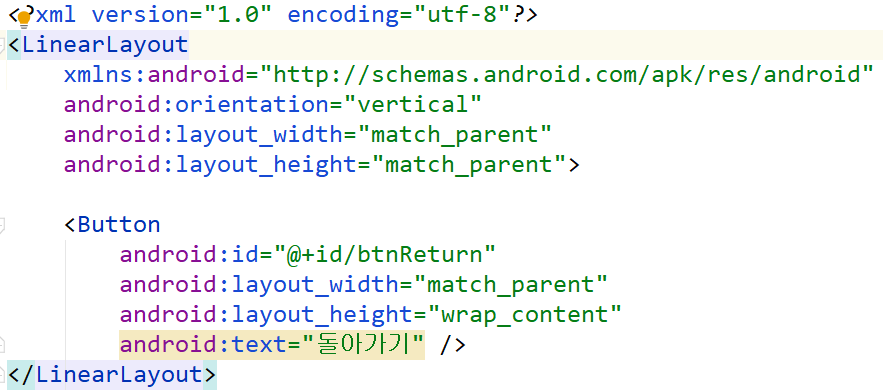 <?xml version="1.0" encoding="utf-8"?>
<LinearLayout
    xmlns:android="http://schemas.android.com/apk/res/android"
    android:orientation="vertical"
    android:layout_width="match_parent"
    android:layout_height="match_parent">

    <Button
        android:id="@+id/btnReturn"
        android:layout_width="match_parent"
        android:layout_height="wrap_content"
        android:text="돌아가기" />
</LinearLayout>